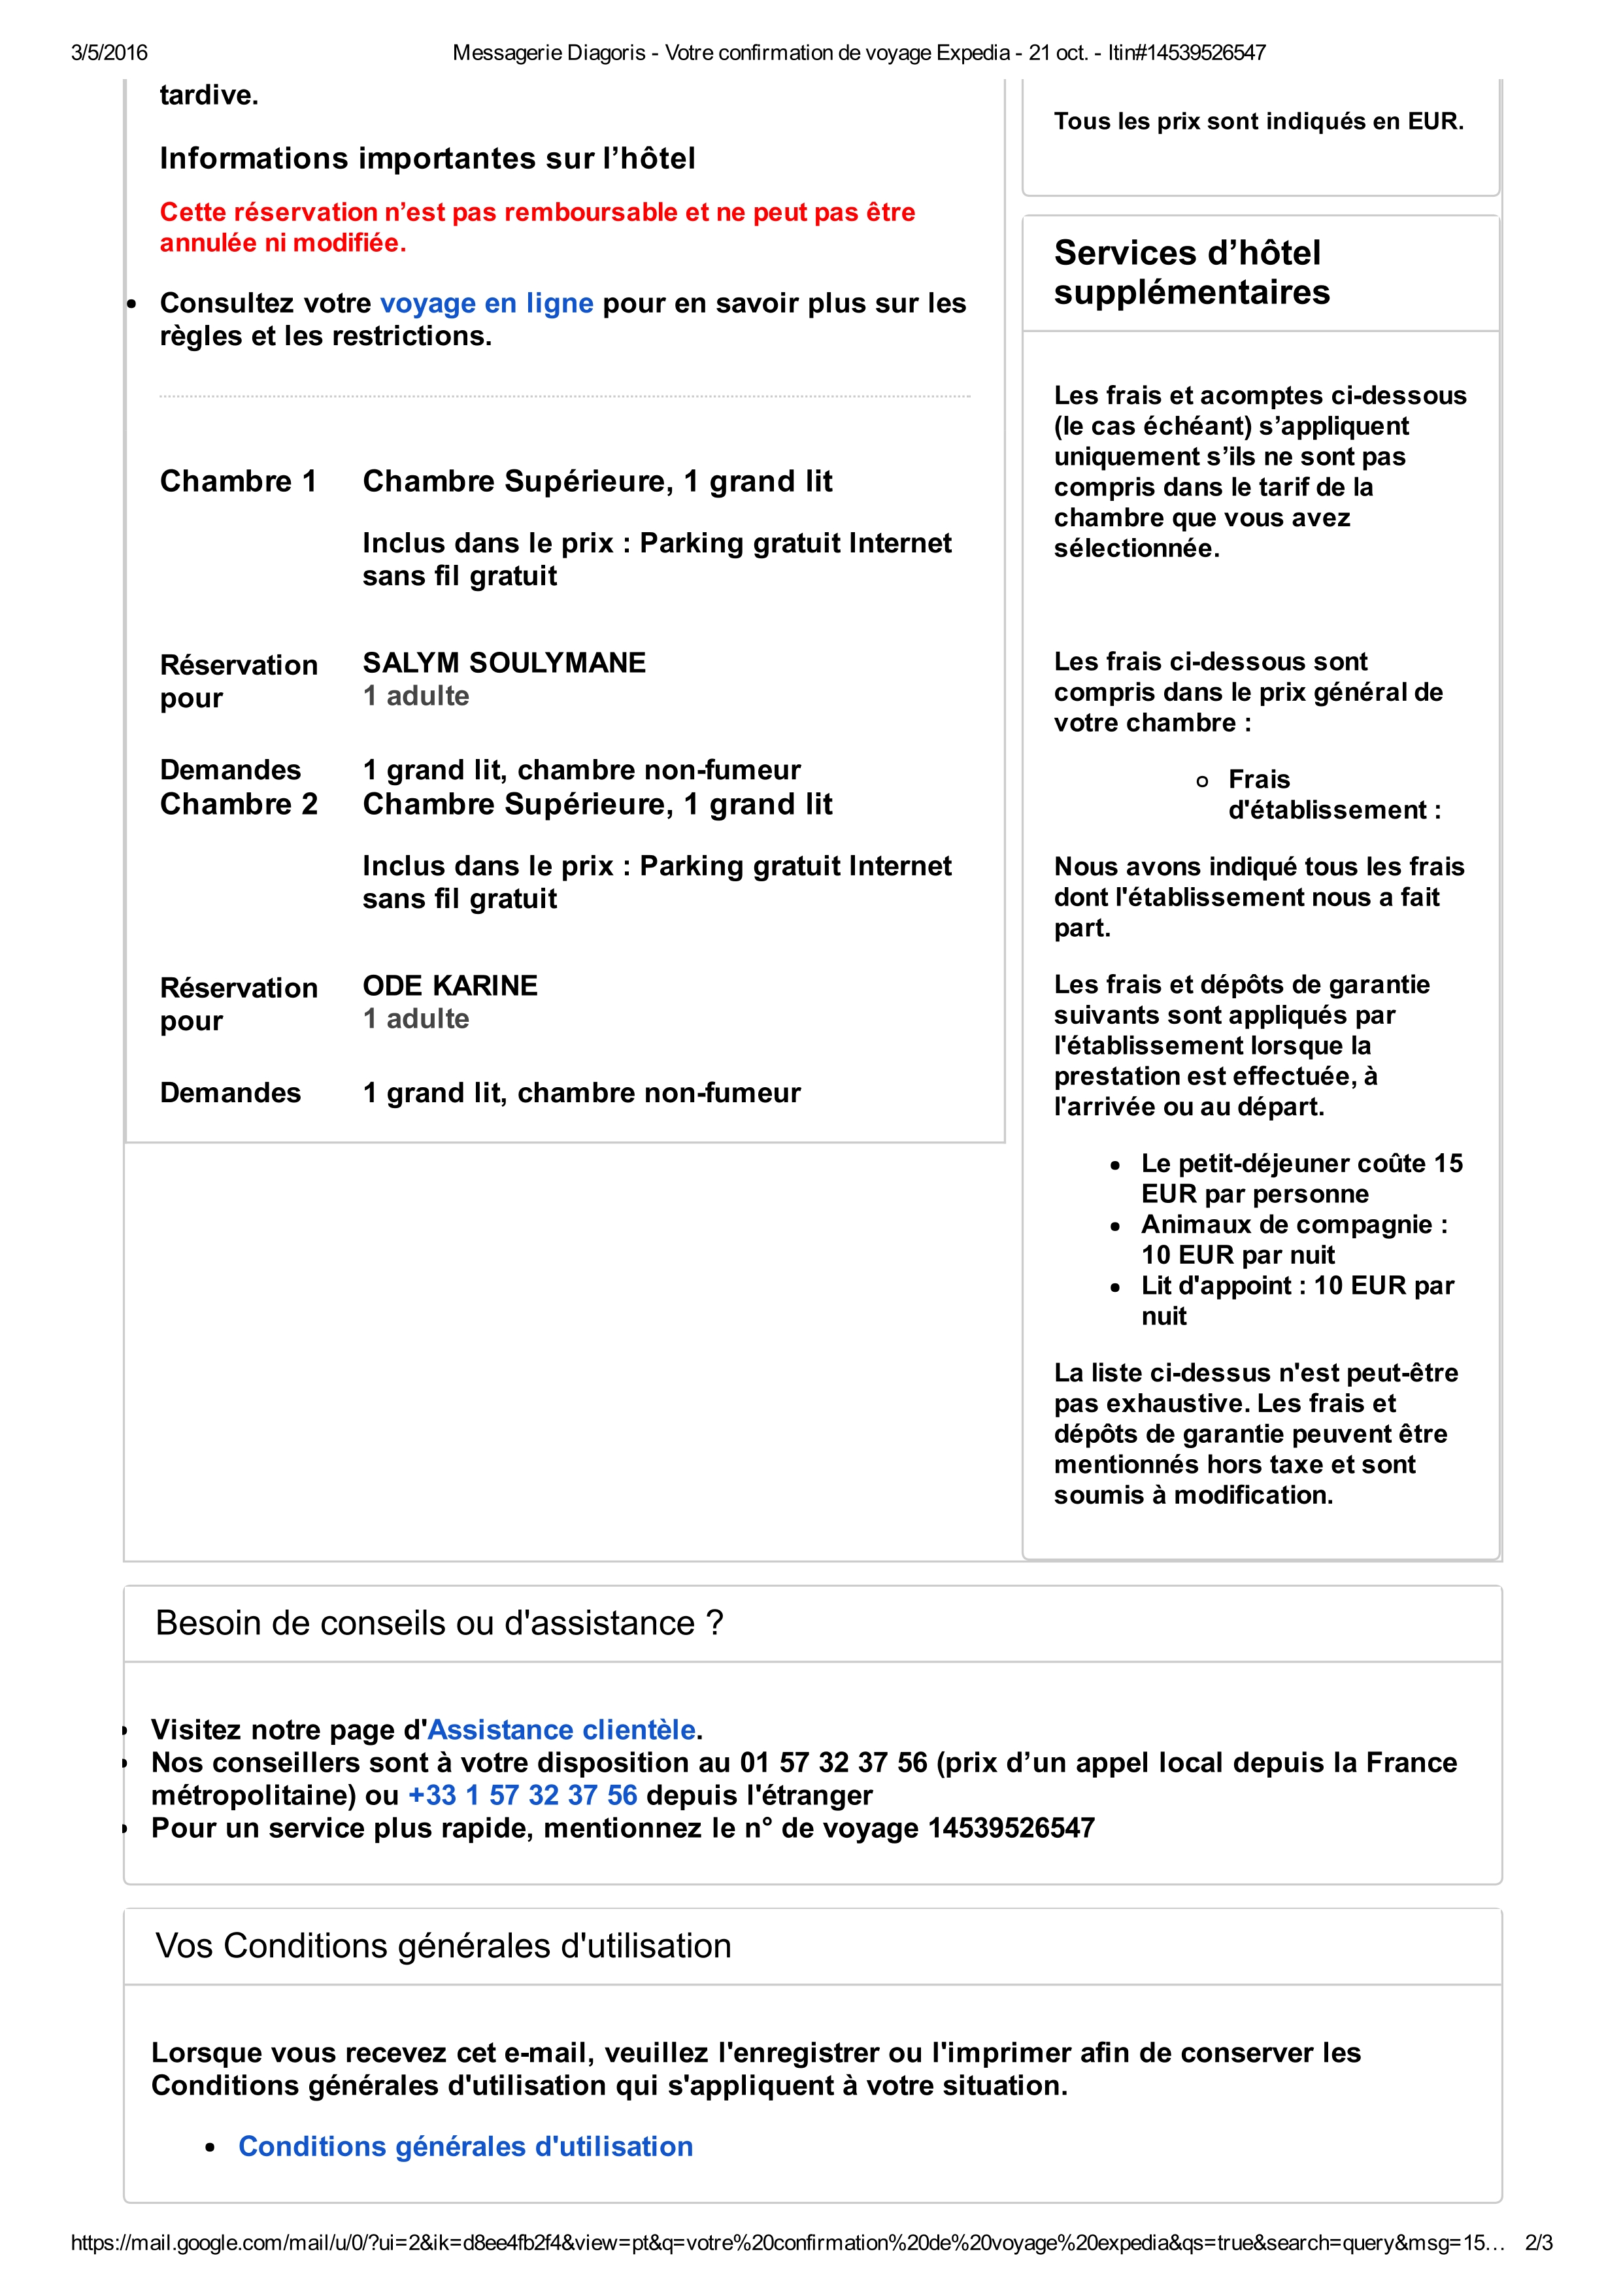 3/5/2016
Messagerie Diagoris - Votre confirmation de voyage Expedia - 21 oct. - Itin#14539526547
tardive.
Informations importantes sur l’hôtel
Cette réservation n’est pas remboursable et ne peut pas être
annulée ni modifiée.
• Consultez votre voyage en ligne pour en savoir plus sur les
règles et les restrictions.
Chambre 1
Chambre Supérieure, 1 grand lit
Inclus dans le prix : Parking gratuit Internet
sans fil gratuit
Réservation
pour
SALYM SOULYMANE
1 adulte
Demandes
1 grand lit, chambre non-fumeur
Chambre 2
Chambre Supérieure, 1 grand lit
Inclus dans le prix : Parking gratuit Internet
sans fil gratuit
Réservation
pour
ODE KARINE
1 adulte
Demandes
1 grand lit, chambre non-fumeur
Tous les prix sont indiqués en EUR.
Services d’hôtel
supplémentaires
Les frais et acomptes ci-dessous
(le cas échéant) s’appliquent
uniquement s’ils ne sont pas
compris dans le tarif de la
chambre que vous avez
sélectionnée.
Les frais ci-dessous sont
compris dans le prix général de
votre chambre :
o Frais
d'établissement :
Nous avons indiqué tous les frais
dont l'établissement nous a fait
part.
Les frais et dépôts de garantie
suivants sont appliqués par
l'établissement lorsque la
prestation est effectuée, à
l'arrivée ou au départ.
• Le petit-déjeuner coûte 15
EUR par personne
• Animaux de compagnie :
10 EUR par nuit
• Lit d'appoint : 10 EUR par
nuit
La liste ci-dessus n'est peut-être
pas exhaustive. Les frais et
dépôts de garantie peuvent être
mentionnés hors taxe et sont
soumis à modification.
Besoin de conseils ou d'assistance ?
• Visitez notre page d'Assistance clientèle.
• Nos conseillers sont à votre disposition au 01 57 32 37 56 (prix d’un appel local depuis la France
métropolitaine) ou +33 1 57 32 37 56 depuis l'étranger
• Pour un service plus rapide, mentionnez le n° de voyage 14539526547
Vos Conditions générales d'utilisation
Lorsque vous recevez cet e-mail, veuillez l'enregistrer ou l'imprimer afin de conserver les
Conditions générales d'utilisation qui s'appliquent à votre situation.
• Conditions générales d'utilisation
https://mail.google.com/mail/u/0/?ui=2&ik=d8ee4fb2f4&view=pt&q=votre%20confirmation%20de%20voyage%20expedia&qs=true&search=query&msg=15…
2/3